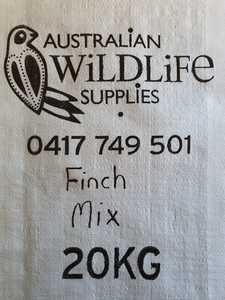 AUSTRALIAN
WiLDLiFe
SUPPLIES
0417 749 501
Finch
Mix
20KG